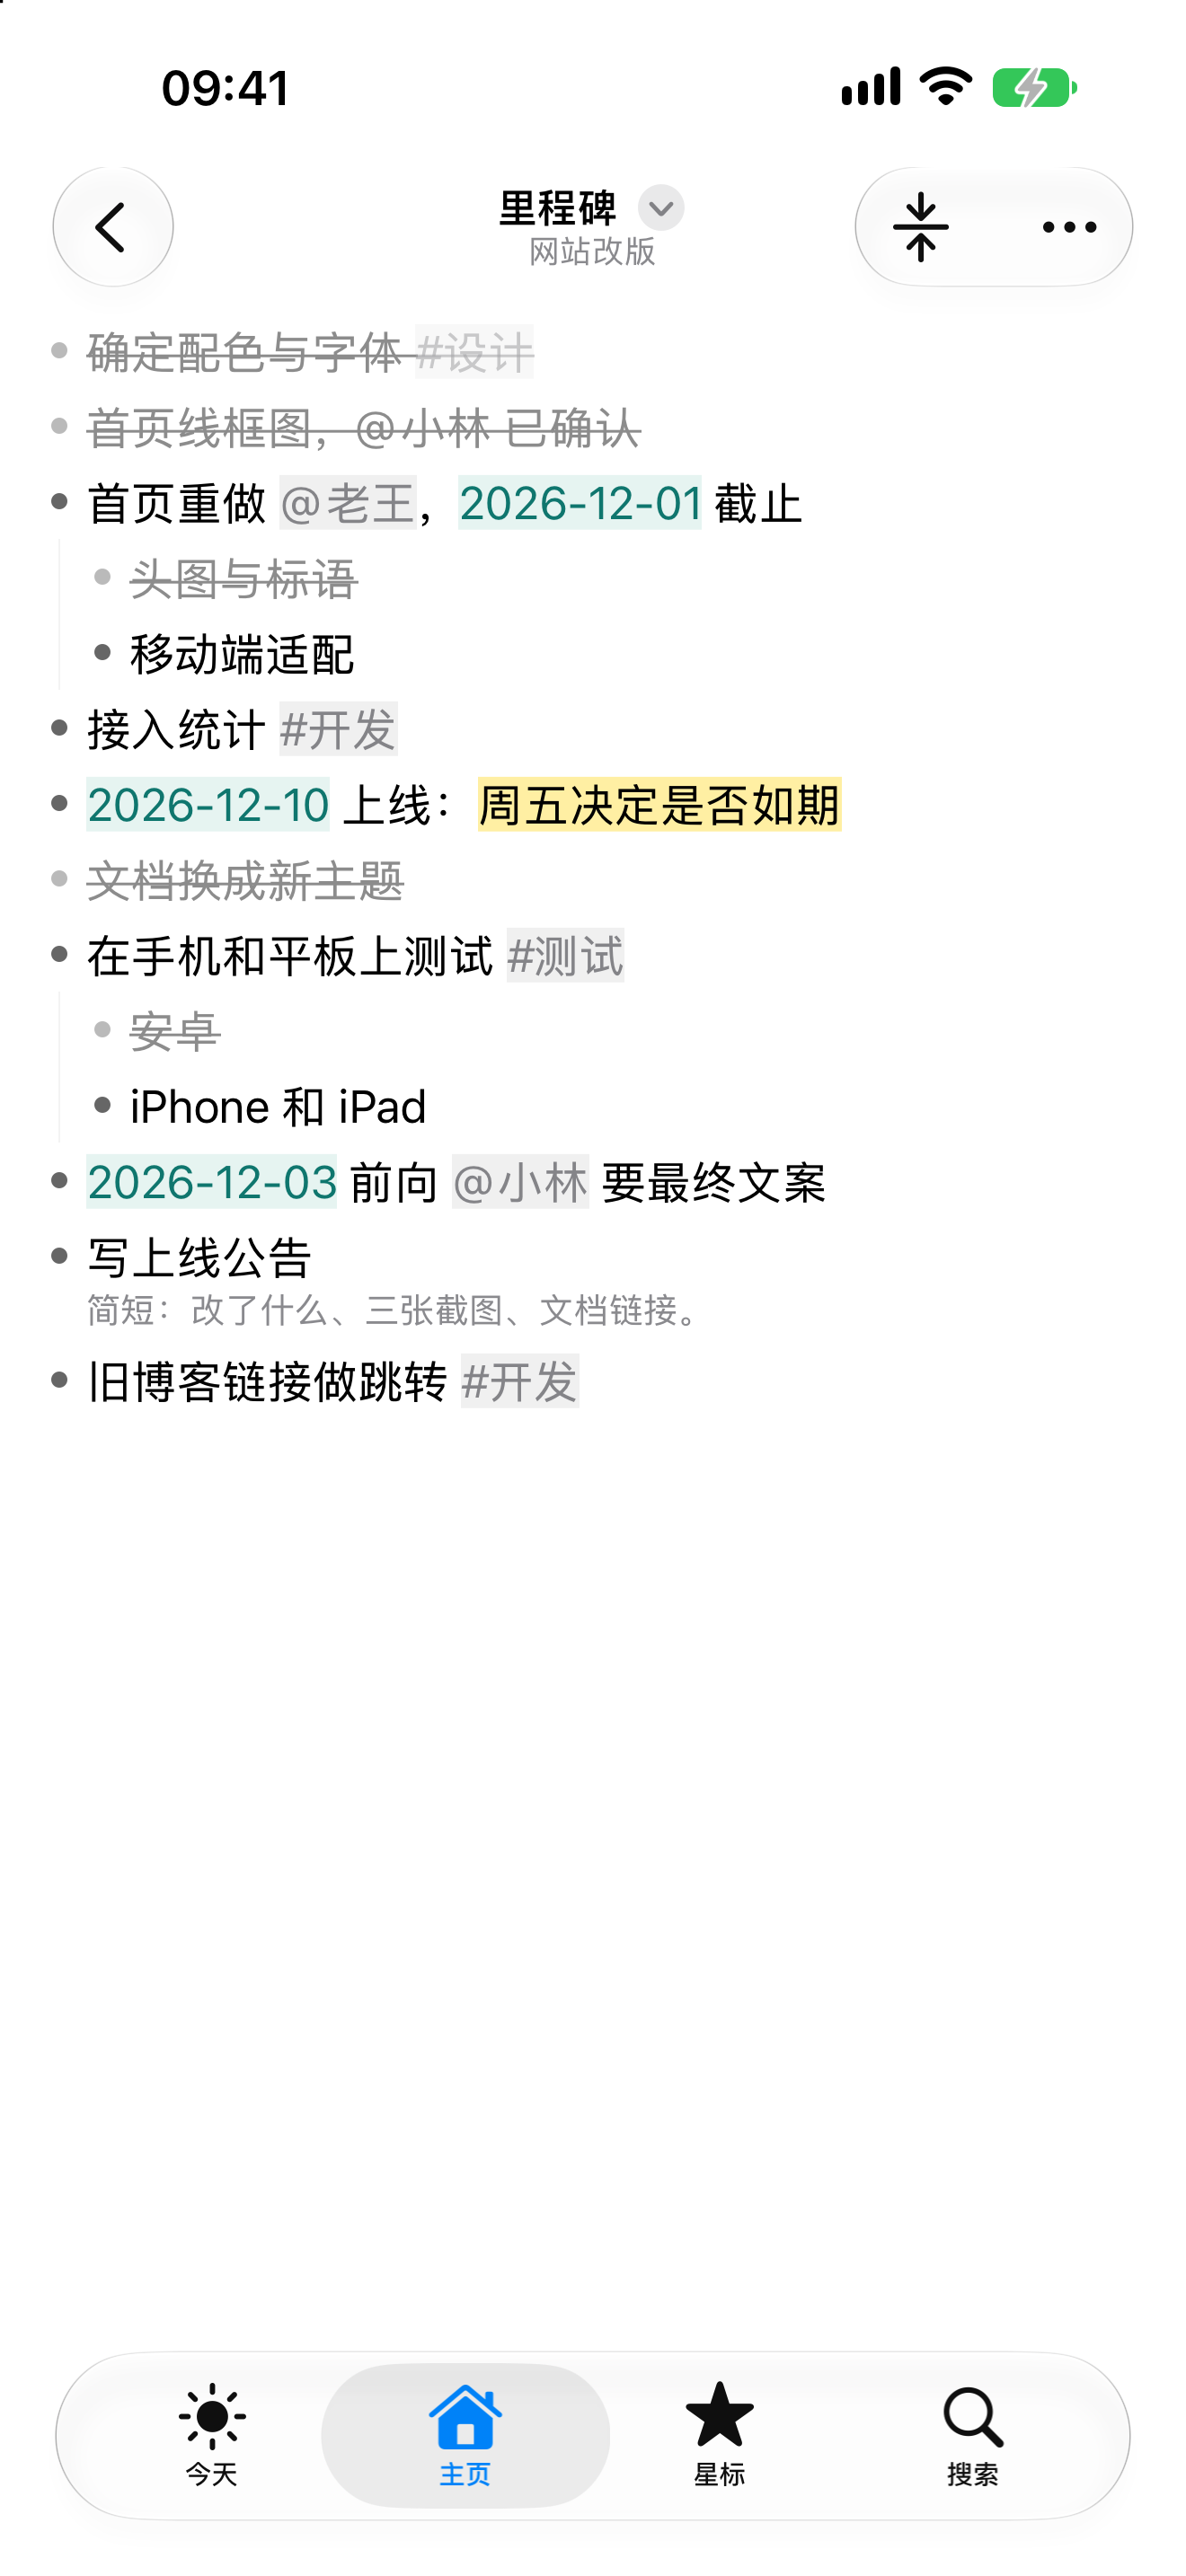 09:41
里程碑
网站改版
确定配色与字体 #设计
首页线框图，@小林 已确认
首页重做 @老王，2026-12-01 截止
头图与标语
移动端适配
接入统计 #开发
2026-12-10 上线：周五决定是否如期
文档换成新主题
在手机和平板上测试 #测试
安卓
iPhone 和 iPad
2026-12-03 前向 @小林 要最终文案
写上线公告
简短：改了什么、三张截图、文档链接。
旧博客链接做跳转 #开发
今天 主页 星标 搜索